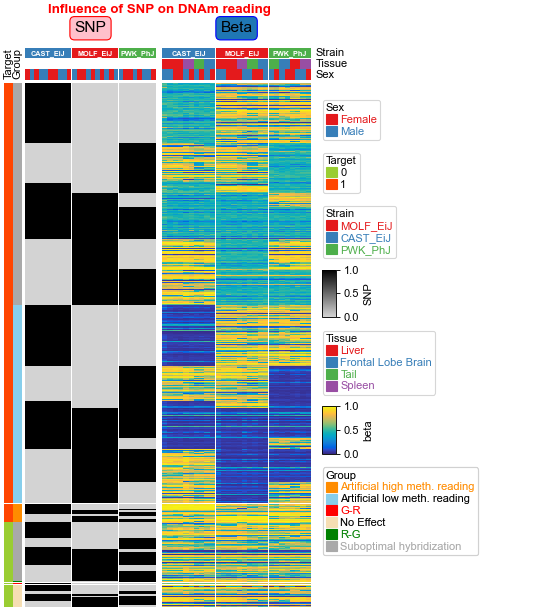 Influence of SNP on DNAm reading
SNP
Beta
Target
Group
CAST_EiJ
MOLF_EiJ
PWK_PhJ
CAST_EiJ
MOLF_EiJ
PWK_PhJ
Strain
Tissue
Sex
Sex
Female
Male
Target
0
1
Strain
MOLF_EiJ
CAST_EiJ
PWK_PhJ
1.0
0.5
0.0
SNP
Tissue
Liver
Frontal Lobe Brain
Tail
Spleen
1.0
0.5
0.0
beta
Group
Artificial high meth. reading
Artificial low meth. reading
G-R
No Effect
R-G
Suboptimal hybridization